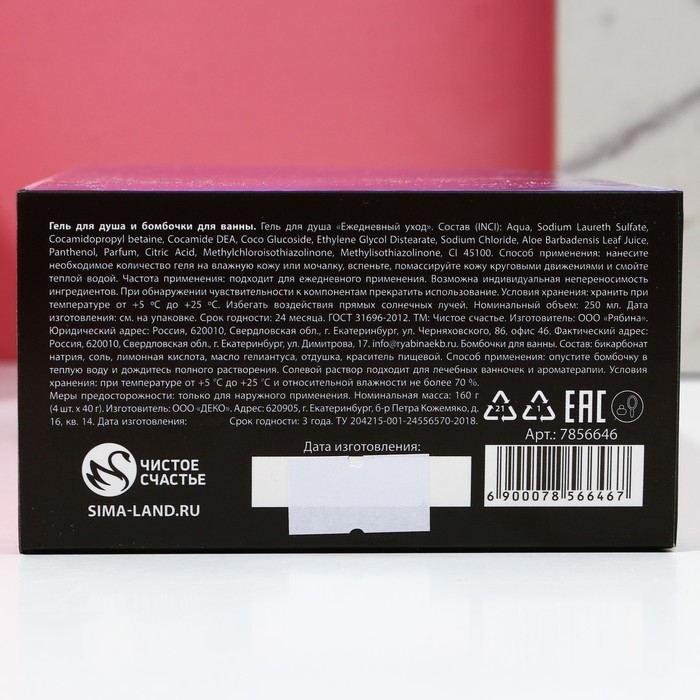 Гель для душа и бомбочки для ванны. Гель для душа «Ежедневный уход». Состав (INCI): Aqua, Sodium Laureth Sulfate,
Cocamidopropyl betaine, Cocamide DEA, Coco Glucoside, Ethylene Glycol Distearate, Sodium Chloride, Aloe Barbadensis Leaf Juice,
Panthenol, Parfum, Citric Acid, Methylchloroisothiazolinone, Methylisothiazolinone, CI 45100. Способ применения: нанесите
необходимое количество геля на влажную кожу или мочалку, вспеньте, помассируйте кожу круговыми движениями и смойте
теплой водой. Частота применения: подходит для ежедневного применения. Возможна индивидуальная непереносимость
ингредиентов. При обнаружении чувствительности к компонентам прекратить использование. Условия хранения: хранить при
температуре от +5 °C до +25 °C. Избегать воздействия прямых солнечных лучей. Номинальный объем: 250 мл. Дата
изготовления: см. на упаковке. Срок годности: 24 месяца. ГОСТ 31696-2012. ТМ: Чистое счастье. Изготовитель: ООО «Рябина».
Юридический адрес: Россия, 620010, Свердловская обл., г. Екатеринбург, ул. Черняховского, 86, офис 46. Фактический адрес:
Россия, 620010, Свердловская обл., г. Екатеринбург, ул. Димитрова, 17. info@ryabinaekb.ru. Бомбочки для ванны. Состав: бикарбонат
натрия, соль, лимонная кислота, масло гелиантуса, отдушка, краситель пищевой. Способ применения: опустите бомбочку в
теплую воду и дождитесь полного растворения. Солевой раствор подходит для лечебных ванночек и ароматерапии. Условия
хранения: при температуре от +5 °C до +25 °C и относительной влажности не более 70 %.
Меры предосторожности: только для наружного применения. Номинальная масса: 160 г
(4 шт. x 40 г). Изготовитель: ООО «ДЕКО». Адрес: 620905, г. Екатеринбург, б-р Петра Кожемяко, д.
16, кв. 14. Срок годности: 3 года. ТУ 204215-001-24556570-2018.
21 1 EAC
Арт.: 7856646
Дата изготовления:
ЧИСТОЕ
СЧАСТЬЕ
SIMA-LAND.RU
6 900078 566467